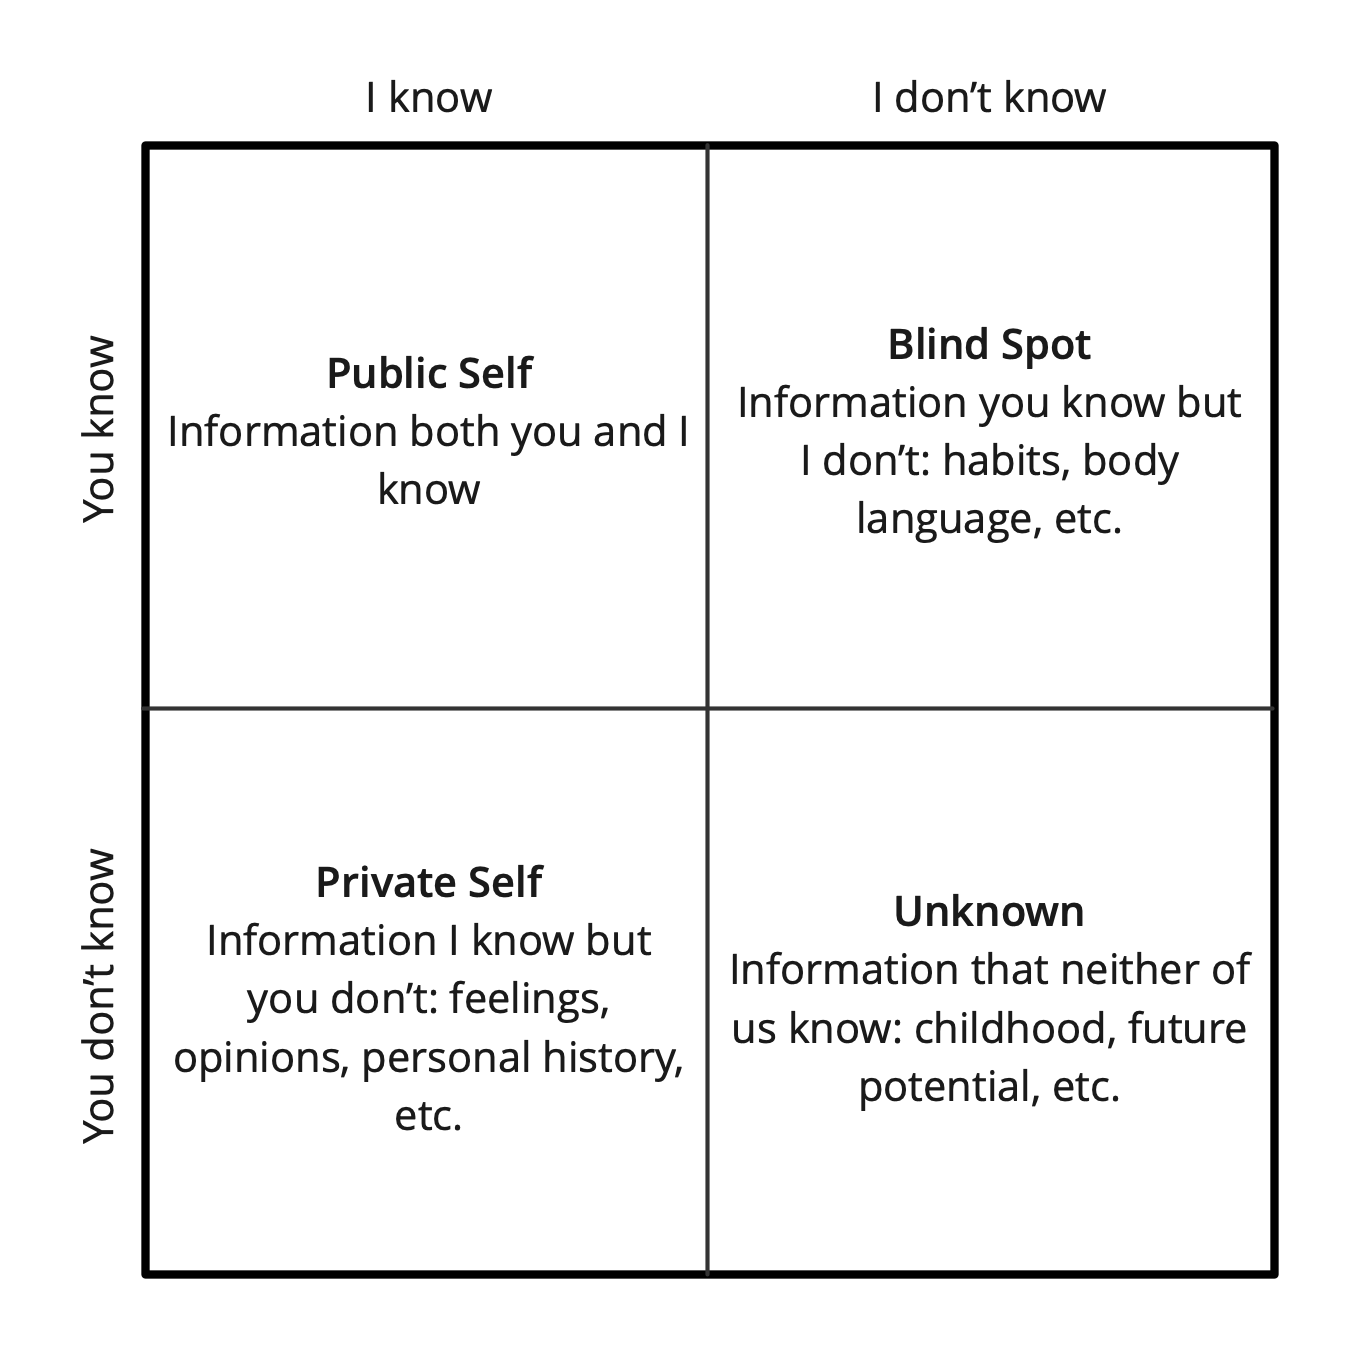 I know
I don’t know
You know
Public Self
Information both you and I
know
Blind Spot
Information you know but
I don’t: habits, body
language, etc.
You don’t know
Private Self
Information I know but
you don’t: feelings,
opinions, personal history,
etc.
Unknown
Information that neither of
us know: childhood, future
potential, etc.